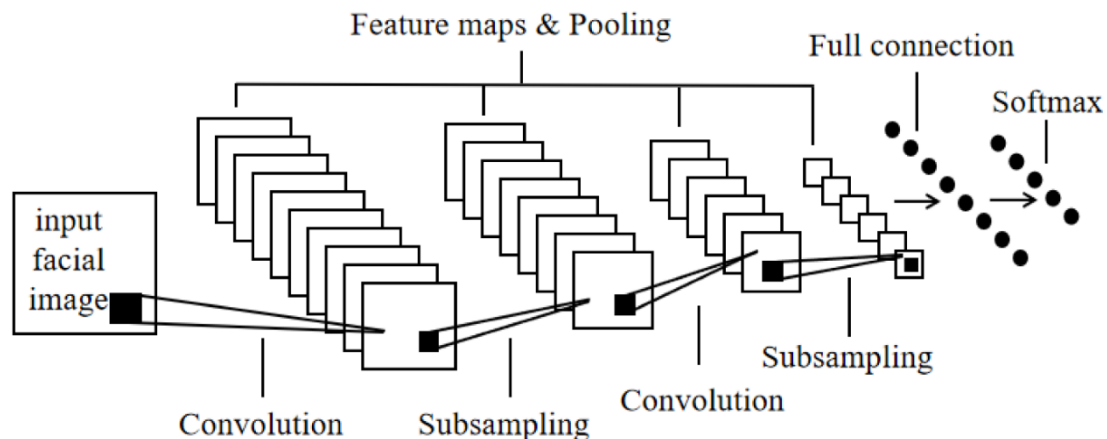 Feature maps & Pooling
Full connection
Softmax
input
facial
image
Convolution
Subsampling
Convolution
Subsampling